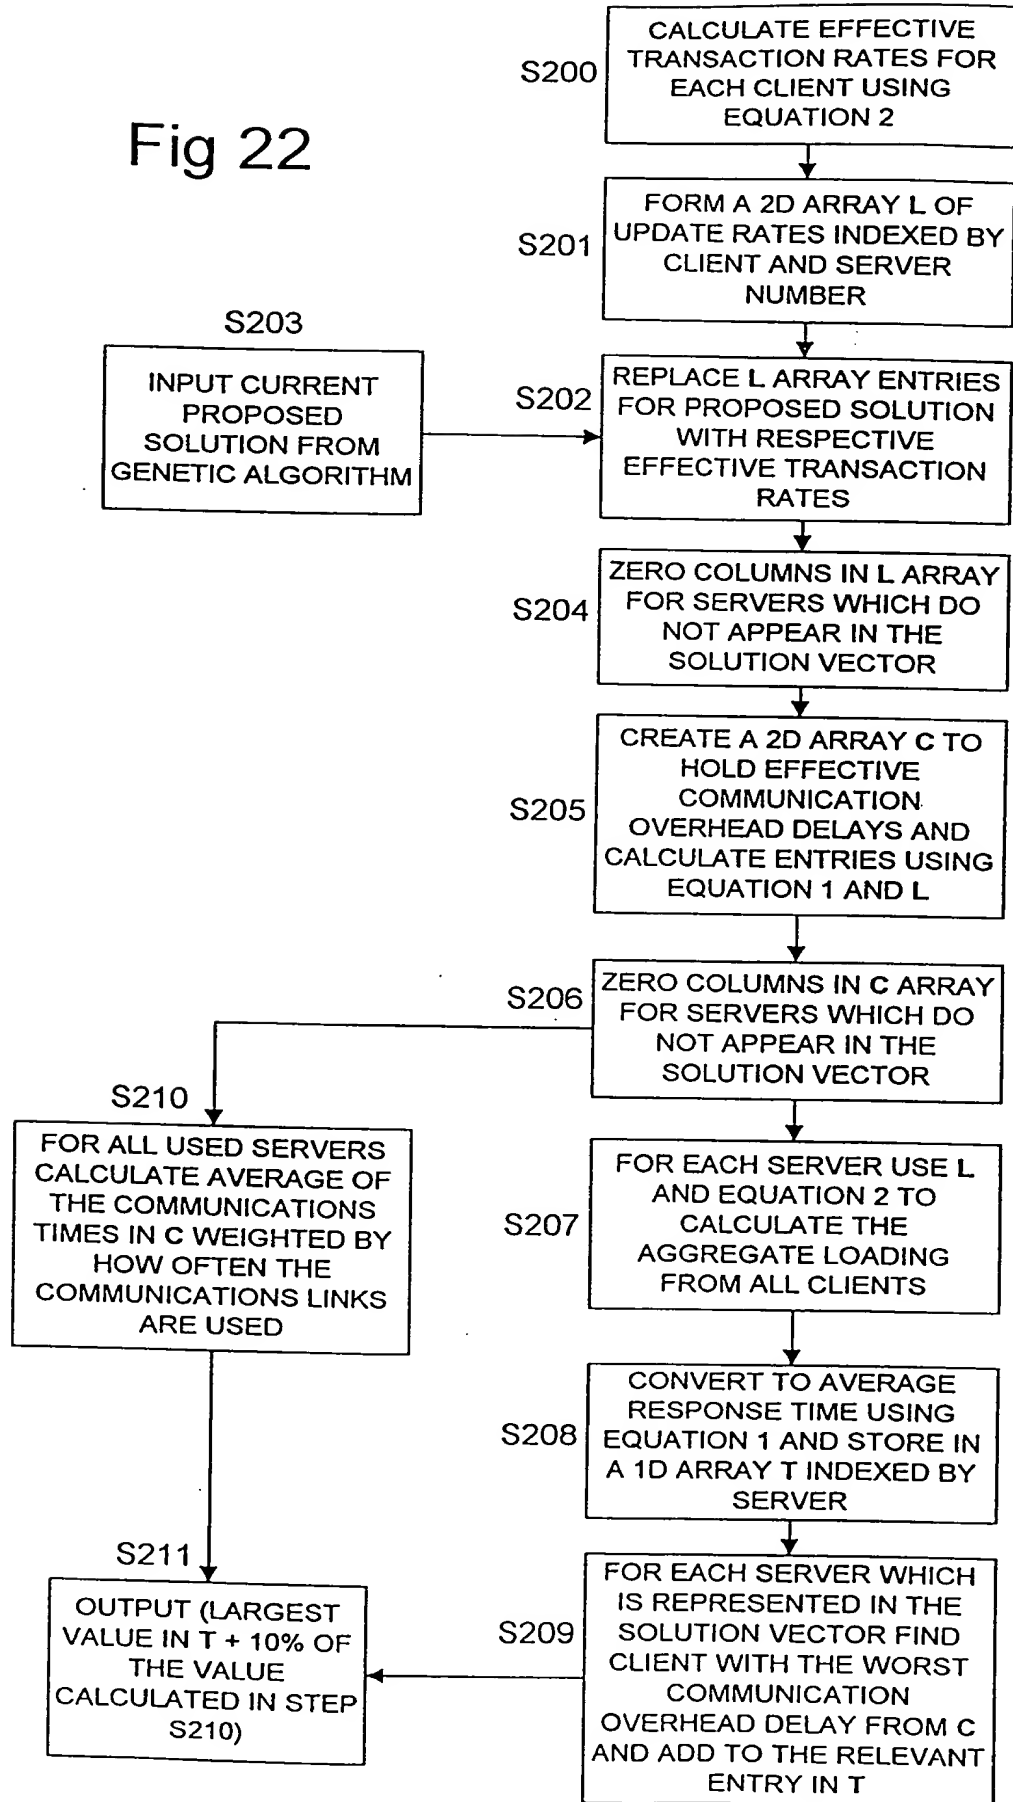 Fig 22
S200
CALCULATE EFFECTIVE
TRANSACTION RATES FOR
EACH CLIENT USING
EQUATION 2
S201
FORM A 2D ARRAY L OF
UPDATE RATES INDEXED BY
CLIENT AND SERVER
NUMBER
S203
INPUT CURRENT
PROPOSED
SOLUTION FROM
GENETIC ALGORITHM
S202
REPLACE L ARRAY ENTRIES
FOR PROPOSED SOLUTION
WITH RESPECTIVE
EFFECTIVE TRANSACTION
RATES
S204
ZERO COLUMNS IN L ARRAY
FOR SERVERS WHICH DO
NOT APPEAR IN THE
SOLUTION VECTOR
S205
CREATE A 2D ARRAY C TO
HOLD EFFECTIVE
COMMUNICATION
OVERHEAD DELAYS AND
CALCULATE ENTRIES USING
EQUATION 1 AND L
S206
ZERO COLUMNS IN C ARRAY
FOR SERVERS WHICH DO
NOT APPEAR IN THE
SOLUTION VECTOR
S210
FOR ALL USED SERVERS
CALCULATE AVERAGE OF
THE COMMUNICATIONS
TIMES IN C WEIGHTED BY
HOW OFTEN THE
COMMUNICATIONS LINKS
ARE USED
S207
FOR EACH SERVER USE L
AND EQUATION 2 TO
CALCULATE THE
AGGREGATE LOADING
FROM ALL CLIENTS
S208
CONVERT TO AVERAGE
RESPONSE TIME USING
EQUATION 1 AND STORE IN
A 1D ARRAY T INDEXED BY
SERVER
S211
OUTPUT (LARGEST
VALUE IN T + 10% OF
THE VALUE
CALCULATED IN STEP
S210)
S209
FOR EACH SERVER WHICH
IS REPRESENTED IN THE
SOLUTION VECTOR FIND
CLIENT WITH THE WORST
COMMUNICATION
OVERHEAD DELAY FROM C
AND ADD TO THE RELEVANT
ENTRY IN T